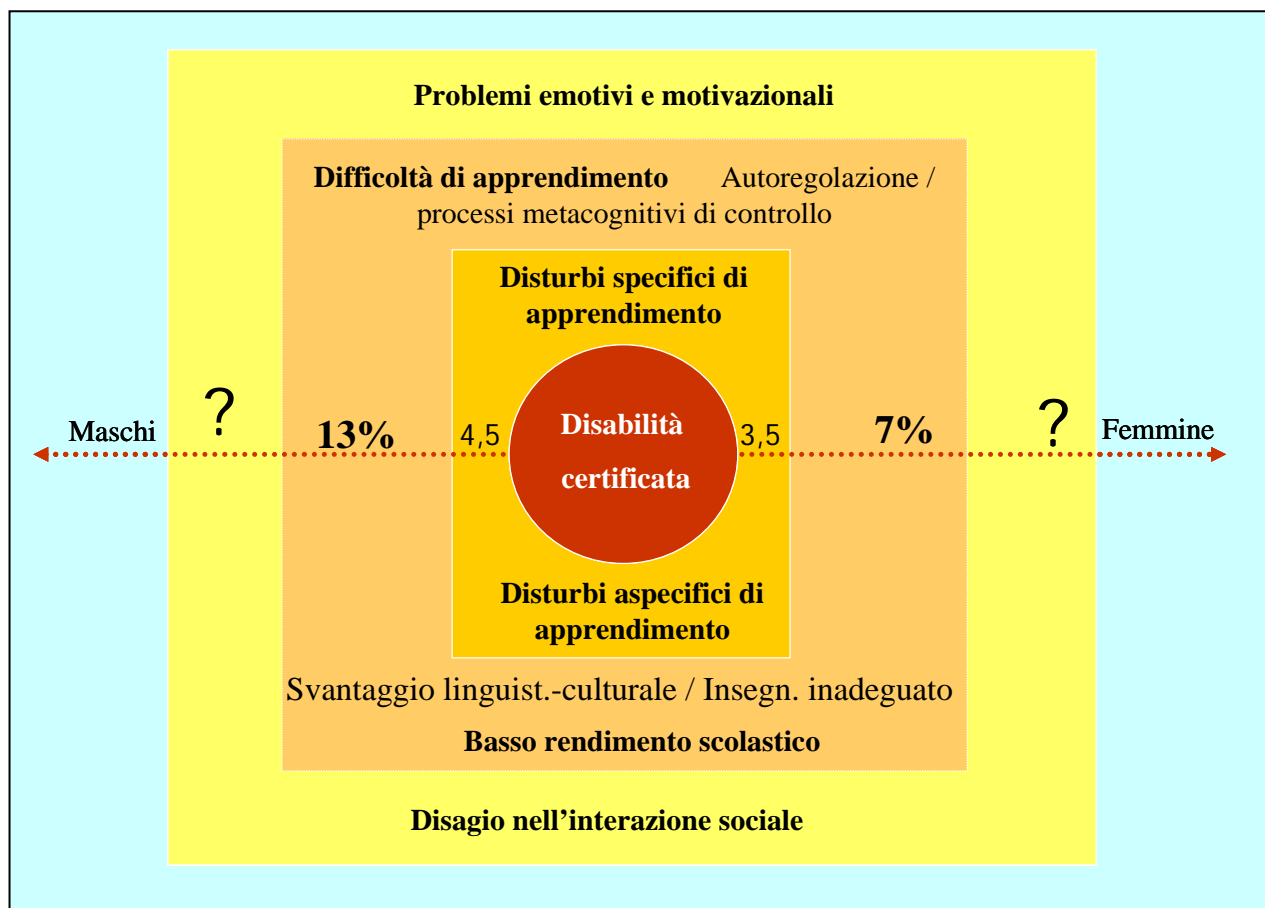 Problemi emotivi e motivazionali
Difficoltà di apprendimento Autoregolazione /
processi metacognitivi di controllo
Disturbi specifici di
apprendimento
Maschi ? 13% 4,5 Disabilità 3,5 7% ? Femmine
certificata
Disturbi aspecifici di
apprendimento
Svantaggio linguist.-culturale / Insegn. inadeguato
Basso rendimento scolastico
Disagio nell’interazione sociale